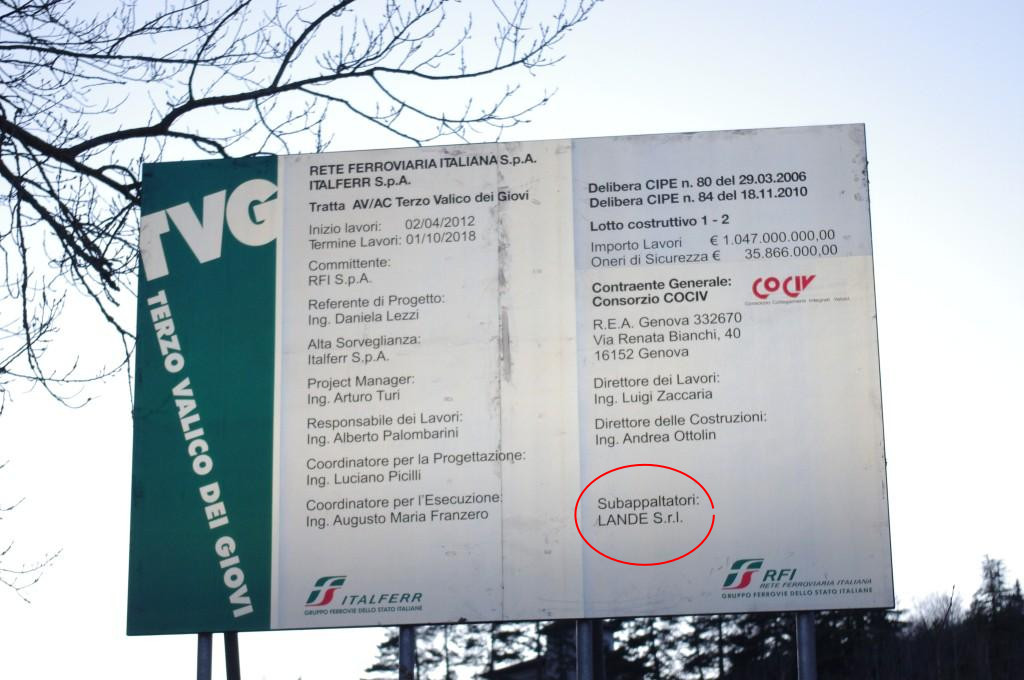 TVG
TERZO VALICO DEI GIOVI
RETE FERROVIARIA ITALIANA S.p.A.
ITALFERR S.p.A.
Tratta AV/AC Terzo Valico dei Giovi
Inizio lavori: 02/04/2012
Termine Lavori: 01/10/2018
Committente:
RFI S.p.A.
Referente di Progetto:
Ing. Daniela Lezzi
Alta Sorveglianza:
Italferr S.p.A.
Project Manager:
Ing. Arturo Turi
Responsabile dei Lavori:
Ing. Alberto Palombarini
Coordinatore per la Progettazione:
Ing. Luciano Picilli
Coordinatore per l'Esecuzione:
Ing. Augusto Maria Franzero
ITALFERR
GRUPPO FERROVIE DELLO STATO ITALIANE
Delibera CIPE n. 80 del 29.03.2006
Delibera CIPE n. 84 del 18.11.2010
Lotto costruttivo 1 - 2
Importo Lavori € 1.047.000.000,00
Oneri di Sicurezza € 35.866.000,00
Contraente Generale:
Consorzio COCIV
COCIV
Consorzio Collegamenti Integrati Veloci
R.E.A. Genova 332670
Via Renata Bianchi, 40
16152 Genova
Direttore dei Lavori:
Ing. Luigi Zaccaria
Direttore delle Costruzioni:
Ing. Andrea Ottolin
Subappaltatori:
LANDE S.r.l.
RFI
RETE FERROVIARIA ITALIANA
GRUPPO FERROVIE DELLO STATO ITALIANE